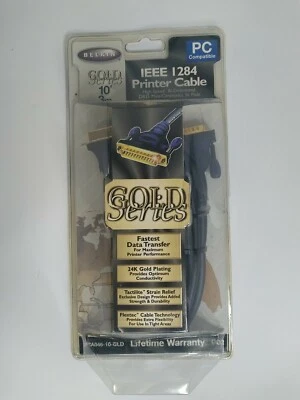 BELKIN
GOLD
10'
PC
Compatible
IEEE 1284
Printer Cable
GOLD
Series
Fastest
Data Transfer
For Maximum
Printer Performance
24K Gold Plating
Provides Optimum
Conductivity
Textilite™ Strain Relief
Exclusive Design Provides Added
Strength & Durability
Flextec™ Cable Technology
Provides Extra Flexibility
For Use In Tight Areas
Lifetime Warranty